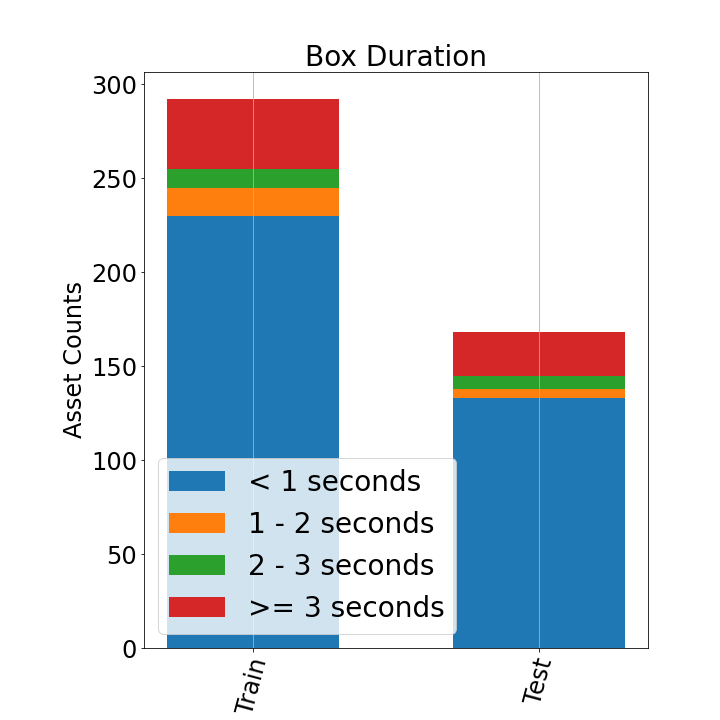 Box Duration
300
250
200
150
100
50
0
Asset Counts
< 1 seconds
1 - 2 seconds
2 - 3 seconds
>= 3 seconds
Train
Test